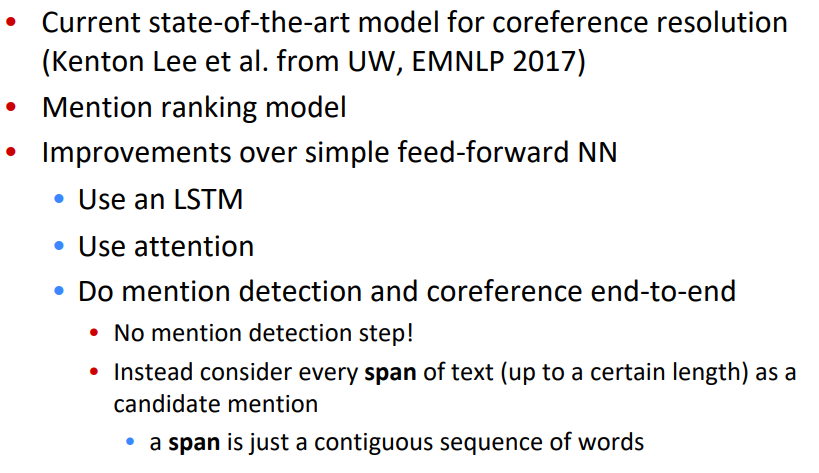 • Current state-of-the-art model for coreference resolution
(Kenton Lee et al. from UW, EMNLP 2017)
• Mention ranking model
• Improvements over simple feed-forward NN
• Use an LSTM
• Use attention
• Do mention detection and coreference end-to-end
• No mention detection step!
• Instead consider every span of text (up to a certain length) as a
candidate mention
• a span is just a contiguous sequence of words